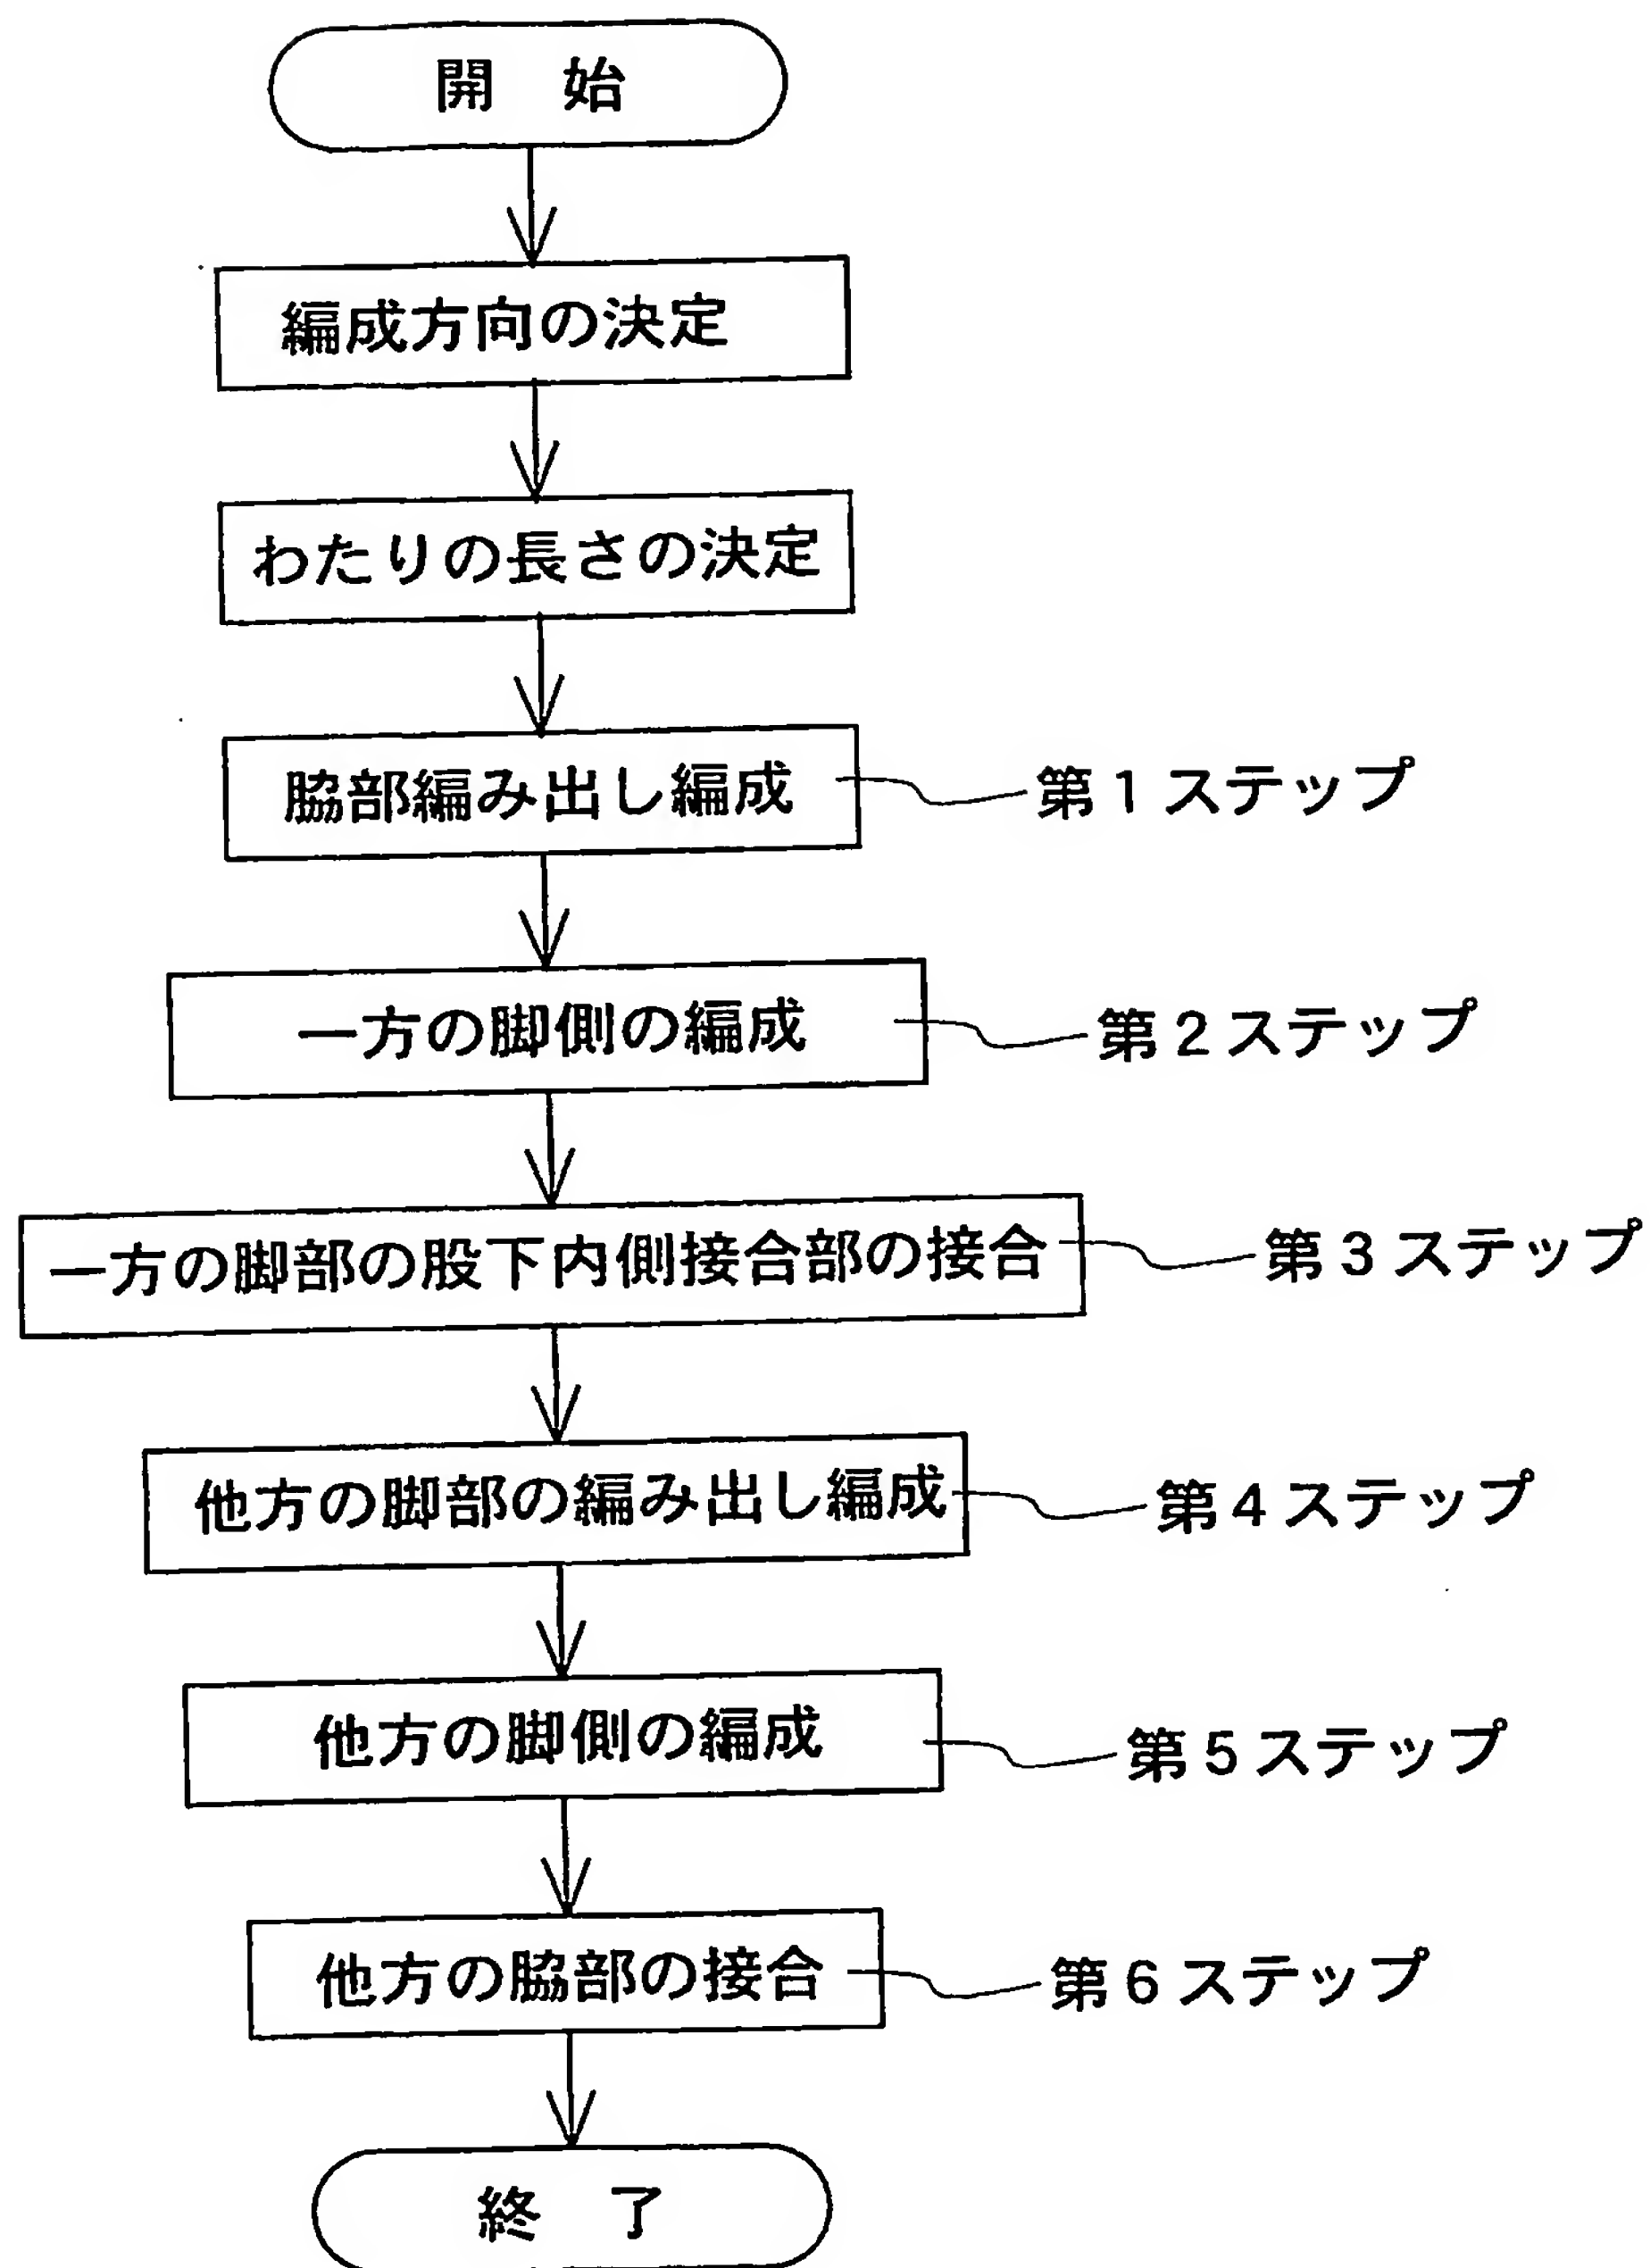 開 始
編成方向の決定
わたりの長さの決定
脇部編み出し編成
第1ステップ
一方の脚側の編成
第2ステップ
一方の脚部の股下内側接合部の接合
第3ステップ
他方の脚部の編み出し編成
第4ステップ
他方の脚側の編成
第5ステップ
他方の脇部の接合
第6ステップ
終 了